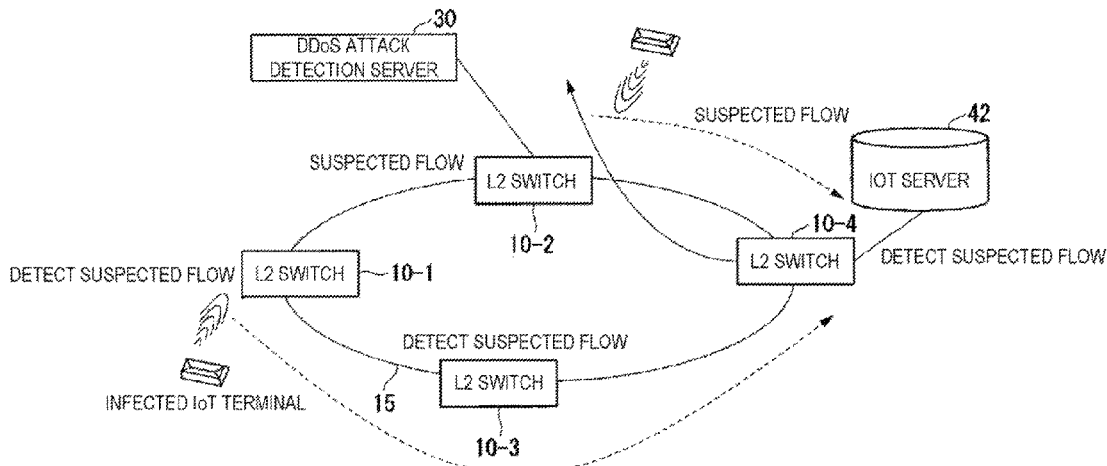 30
DDoS ATTACK
DETECTION SERVER
SUSPECTED FLOW
42
SUSPECTED FLOW
L2 SWITCH
IOT SERVER
10-2
10-4
DETECT SUSPECTED FLOW
L2 SWITCH
10-1
L2 SWITCH
DETECT SUSPECTED FLOW
DETECT SUSPECTED FLOW
L2 SWITCH
INFECTED IoT TERMINAL
15
10-3